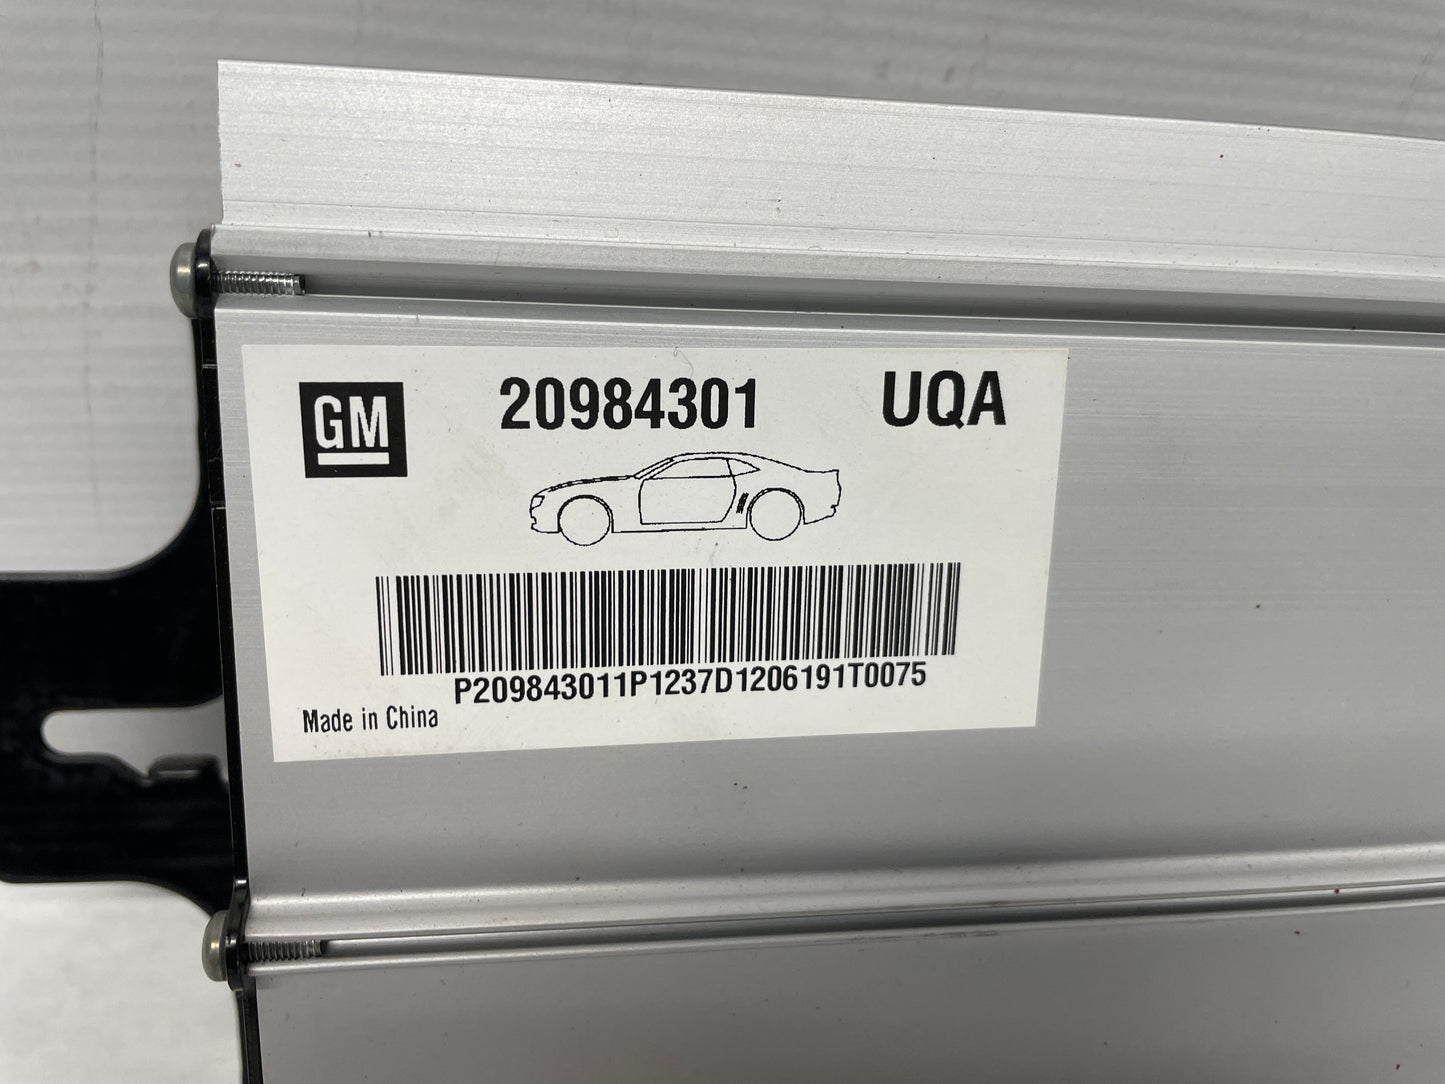 GM
20984301 UQA
P209843011P1237D1206191T0075
Made in China